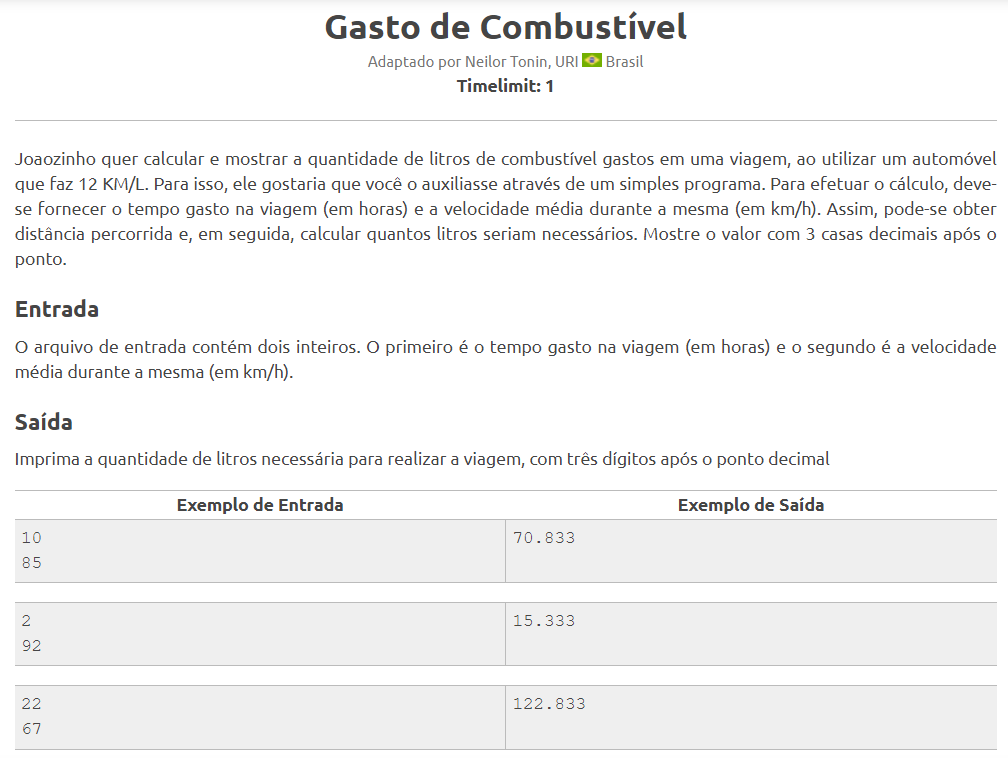 Gasto de Combustível
Adaptado por Neilor Tonin, URI Brasil
Timelimit: 1
Joaozinho quer calcular e mostrar a quantidade de litros de combustível gastos em uma viagem, ao utilizar um automóvel
que faz 12 KM/L. Para isso, ele gostaria que você o auxiliasse através de um simples programa. Para efetuar o cálculo, deve-
se fornecer o tempo gasto na viagem (em horas) e a velocidade média durante a mesma (em km/h). Assim, pode-se obter
distância percorrida e, em seguida, calcular quantos litros seriam necessários. Mostre o valor com 3 casas decimais após o
ponto.
Entrada
O arquivo de entrada contém dois inteiros. O primeiro é o tempo gasto na viagem (em horas) e o segundo é a velocidade
média durante a mesma (em km/h).
Saída
Imprima a quantidade de litros necessária para realizar a viagem, com três dígitos após o ponto decimal
Exemplo de Entrada Exemplo de Saída
10 70.833
85
2 15.333
92
22 122.833
67